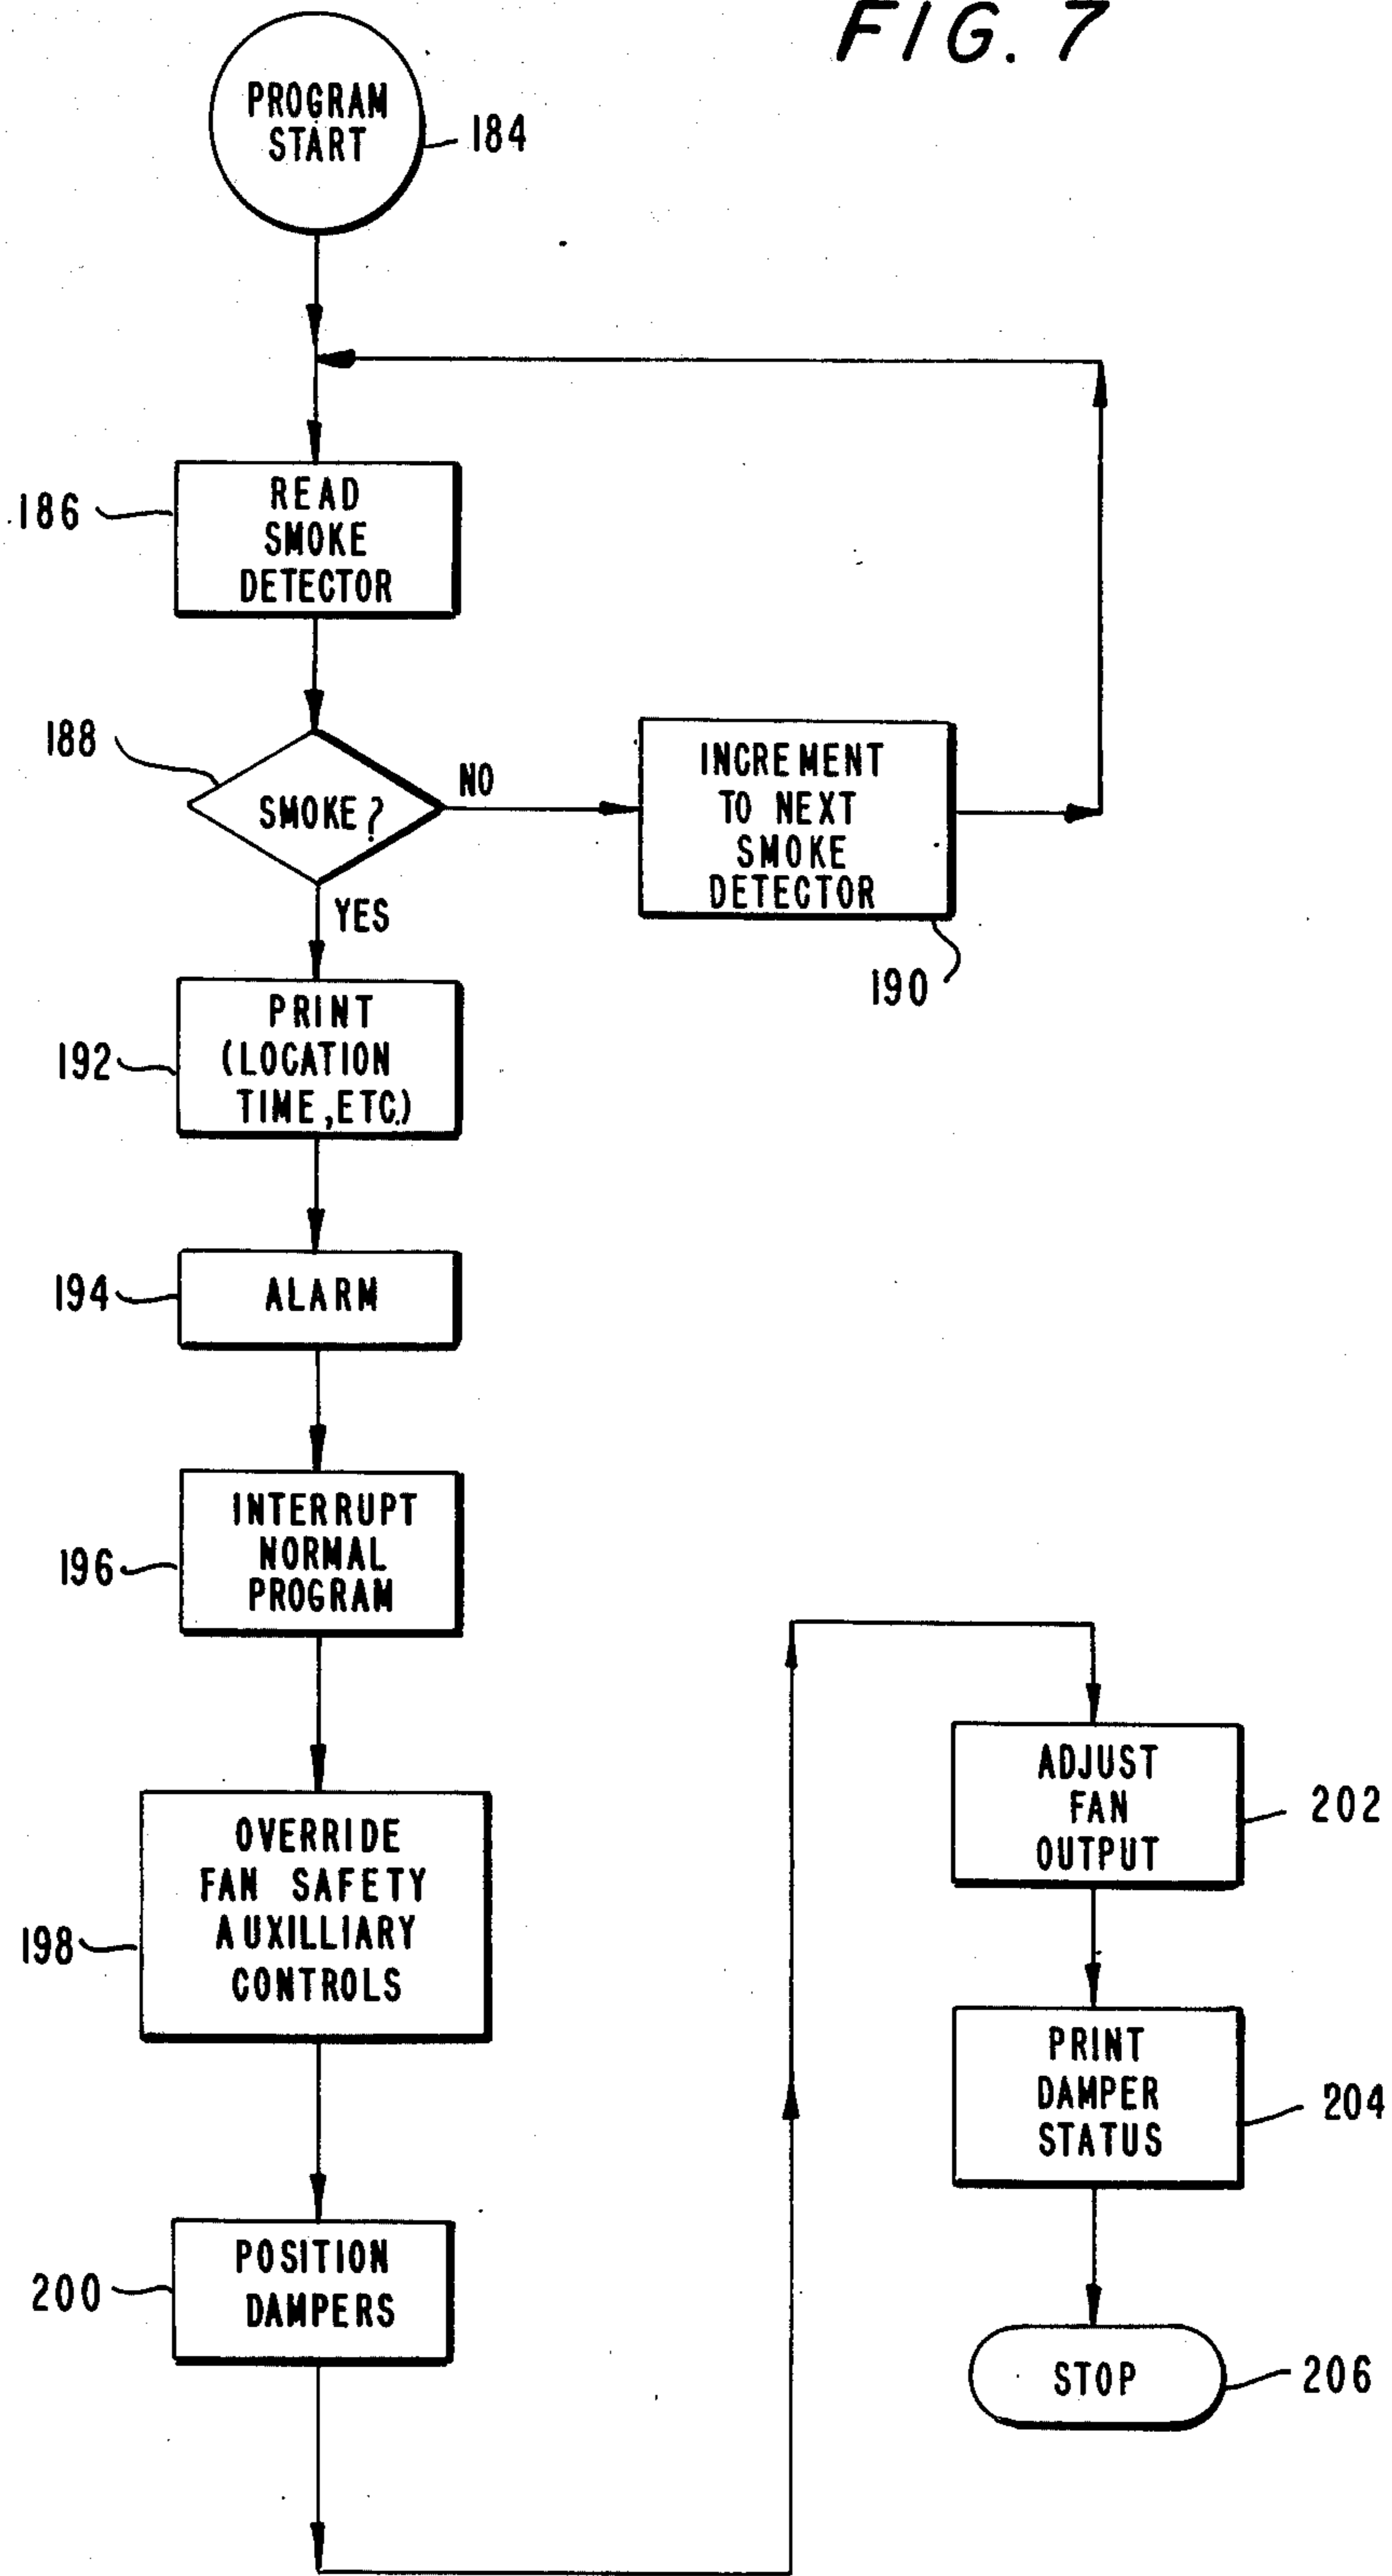 FIG. 7
PROGRAM
START
184
186
READ
SMOKE
DETECTOR
188
SMOKE?
NO
INCREMENT
TO NEXT
SMOKE
DETECTOR
190
YES
192
PRINT
(LOCATION
TIME, ETC.)
194
ALARM
196
INTERRUPT
NORMAL
PROGRAM
198
OVERRIDE
FAN SAFETY
AUXILLIARY
CONTROLS
200
POSITION
DAMPERS
ADJUST
FAN
OUTPUT
202
PRINT
DAMPER
STATUS
204
STOP
206